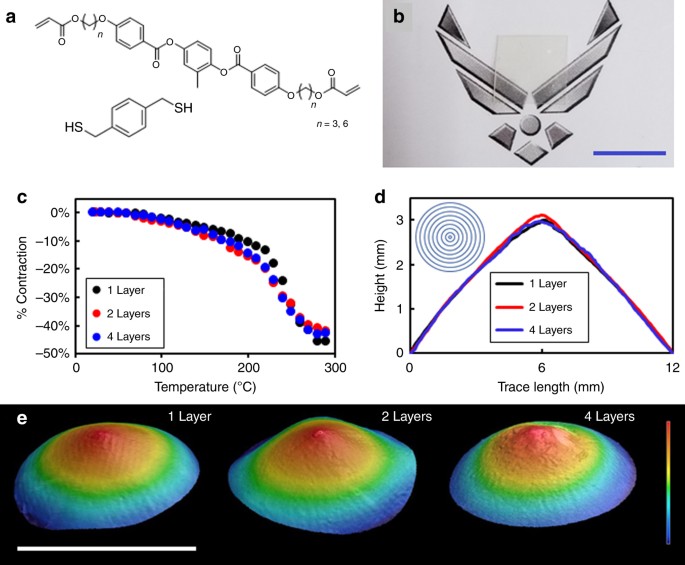 a
O
O
n
O
O
O
O
O
O
n
O
O
SH
HS
n = 3, 6
b
c
0%
–10%
–20%
–30%
–40%
–50%
% Contraction
1 Layer
2 Layers
4 Layers
0
100
200
300
Temperature (°C)
d
3
2
1
0
Height (mm)
1 Layer
2 Layers
4 Layers
0
6
12
Trace length (mm)
e
1 Layer
2 Layers
4 Layers